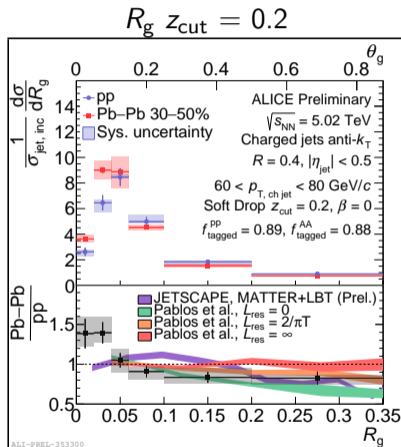 R_g z_cut = 0.2
θ_g
0 0.2 0.4 0.6 0.8
1/σ_jet, inc dσ/dR_g
14
12
10
8
6
4
2
0
pp
Pb–Pb 30–50%
Sys. uncertainty
ALICE Preliminary
√s_NN = 5.02 TeV
Charged jets anti-k_T
R = 0.4, |η_jet| < 0.5
60 < p_T, ch jet < 80 GeV/c
Soft Drop z_cut = 0.2, β = 0
f^pp_tagged = 0.89, f^AA_tagged = 0.88
Pb–Pb/pp
1.5
1
0.5
JETSCAPE, MATTER+LBT (Prel.)
Pablos et al., L_res = 0
Pablos et al., L_res = 2/πT
Pablos et al., L_res = ∞
0 0.05 0.1 0.15 0.2 0.25 0.3 0.35
R_g
ALI-PREL-353300